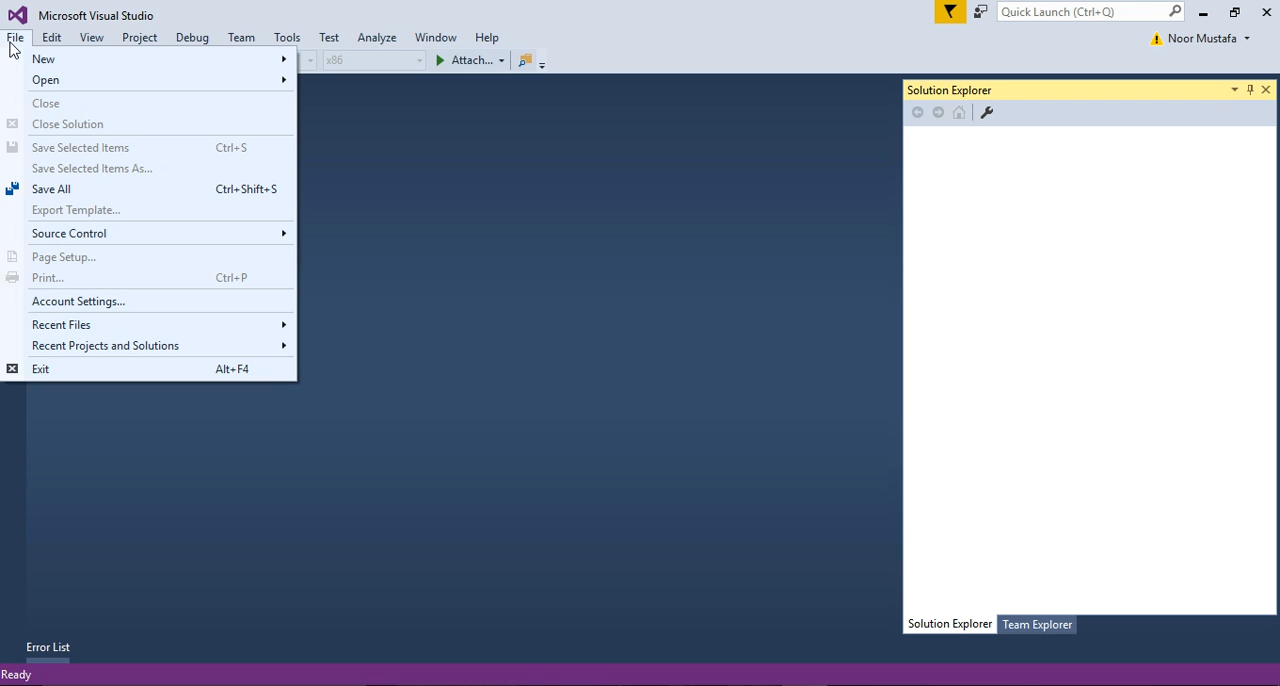 Microsoft Visual Studio
Quick Launch (Ctrl+Q)
File Edit View Project Debug Team Tools Test Analyze Window Help
Noor Mustafa
x86 Attach...
New
Open
Close
Close Solution
Save Selected Items Ctrl+S
Save Selected Items As...
Save All Ctrl+Shift+S
Export Template...
Source Control
Page Setup...
Print... Ctrl+P
Account Settings...
Recent Files
Recent Projects and Solutions
Exit Alt+F4
Solution Explorer
Solution Explorer Team Explorer
Error List
Ready